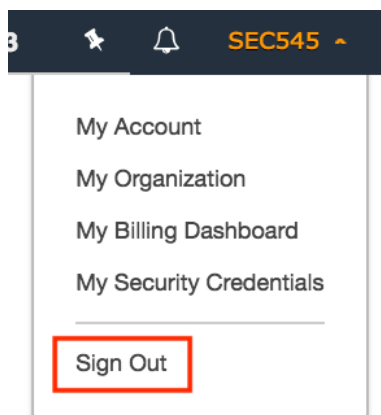 SEC545
My Account
My Organization
My Billing Dashboard
My Security Credentials
Sign Out